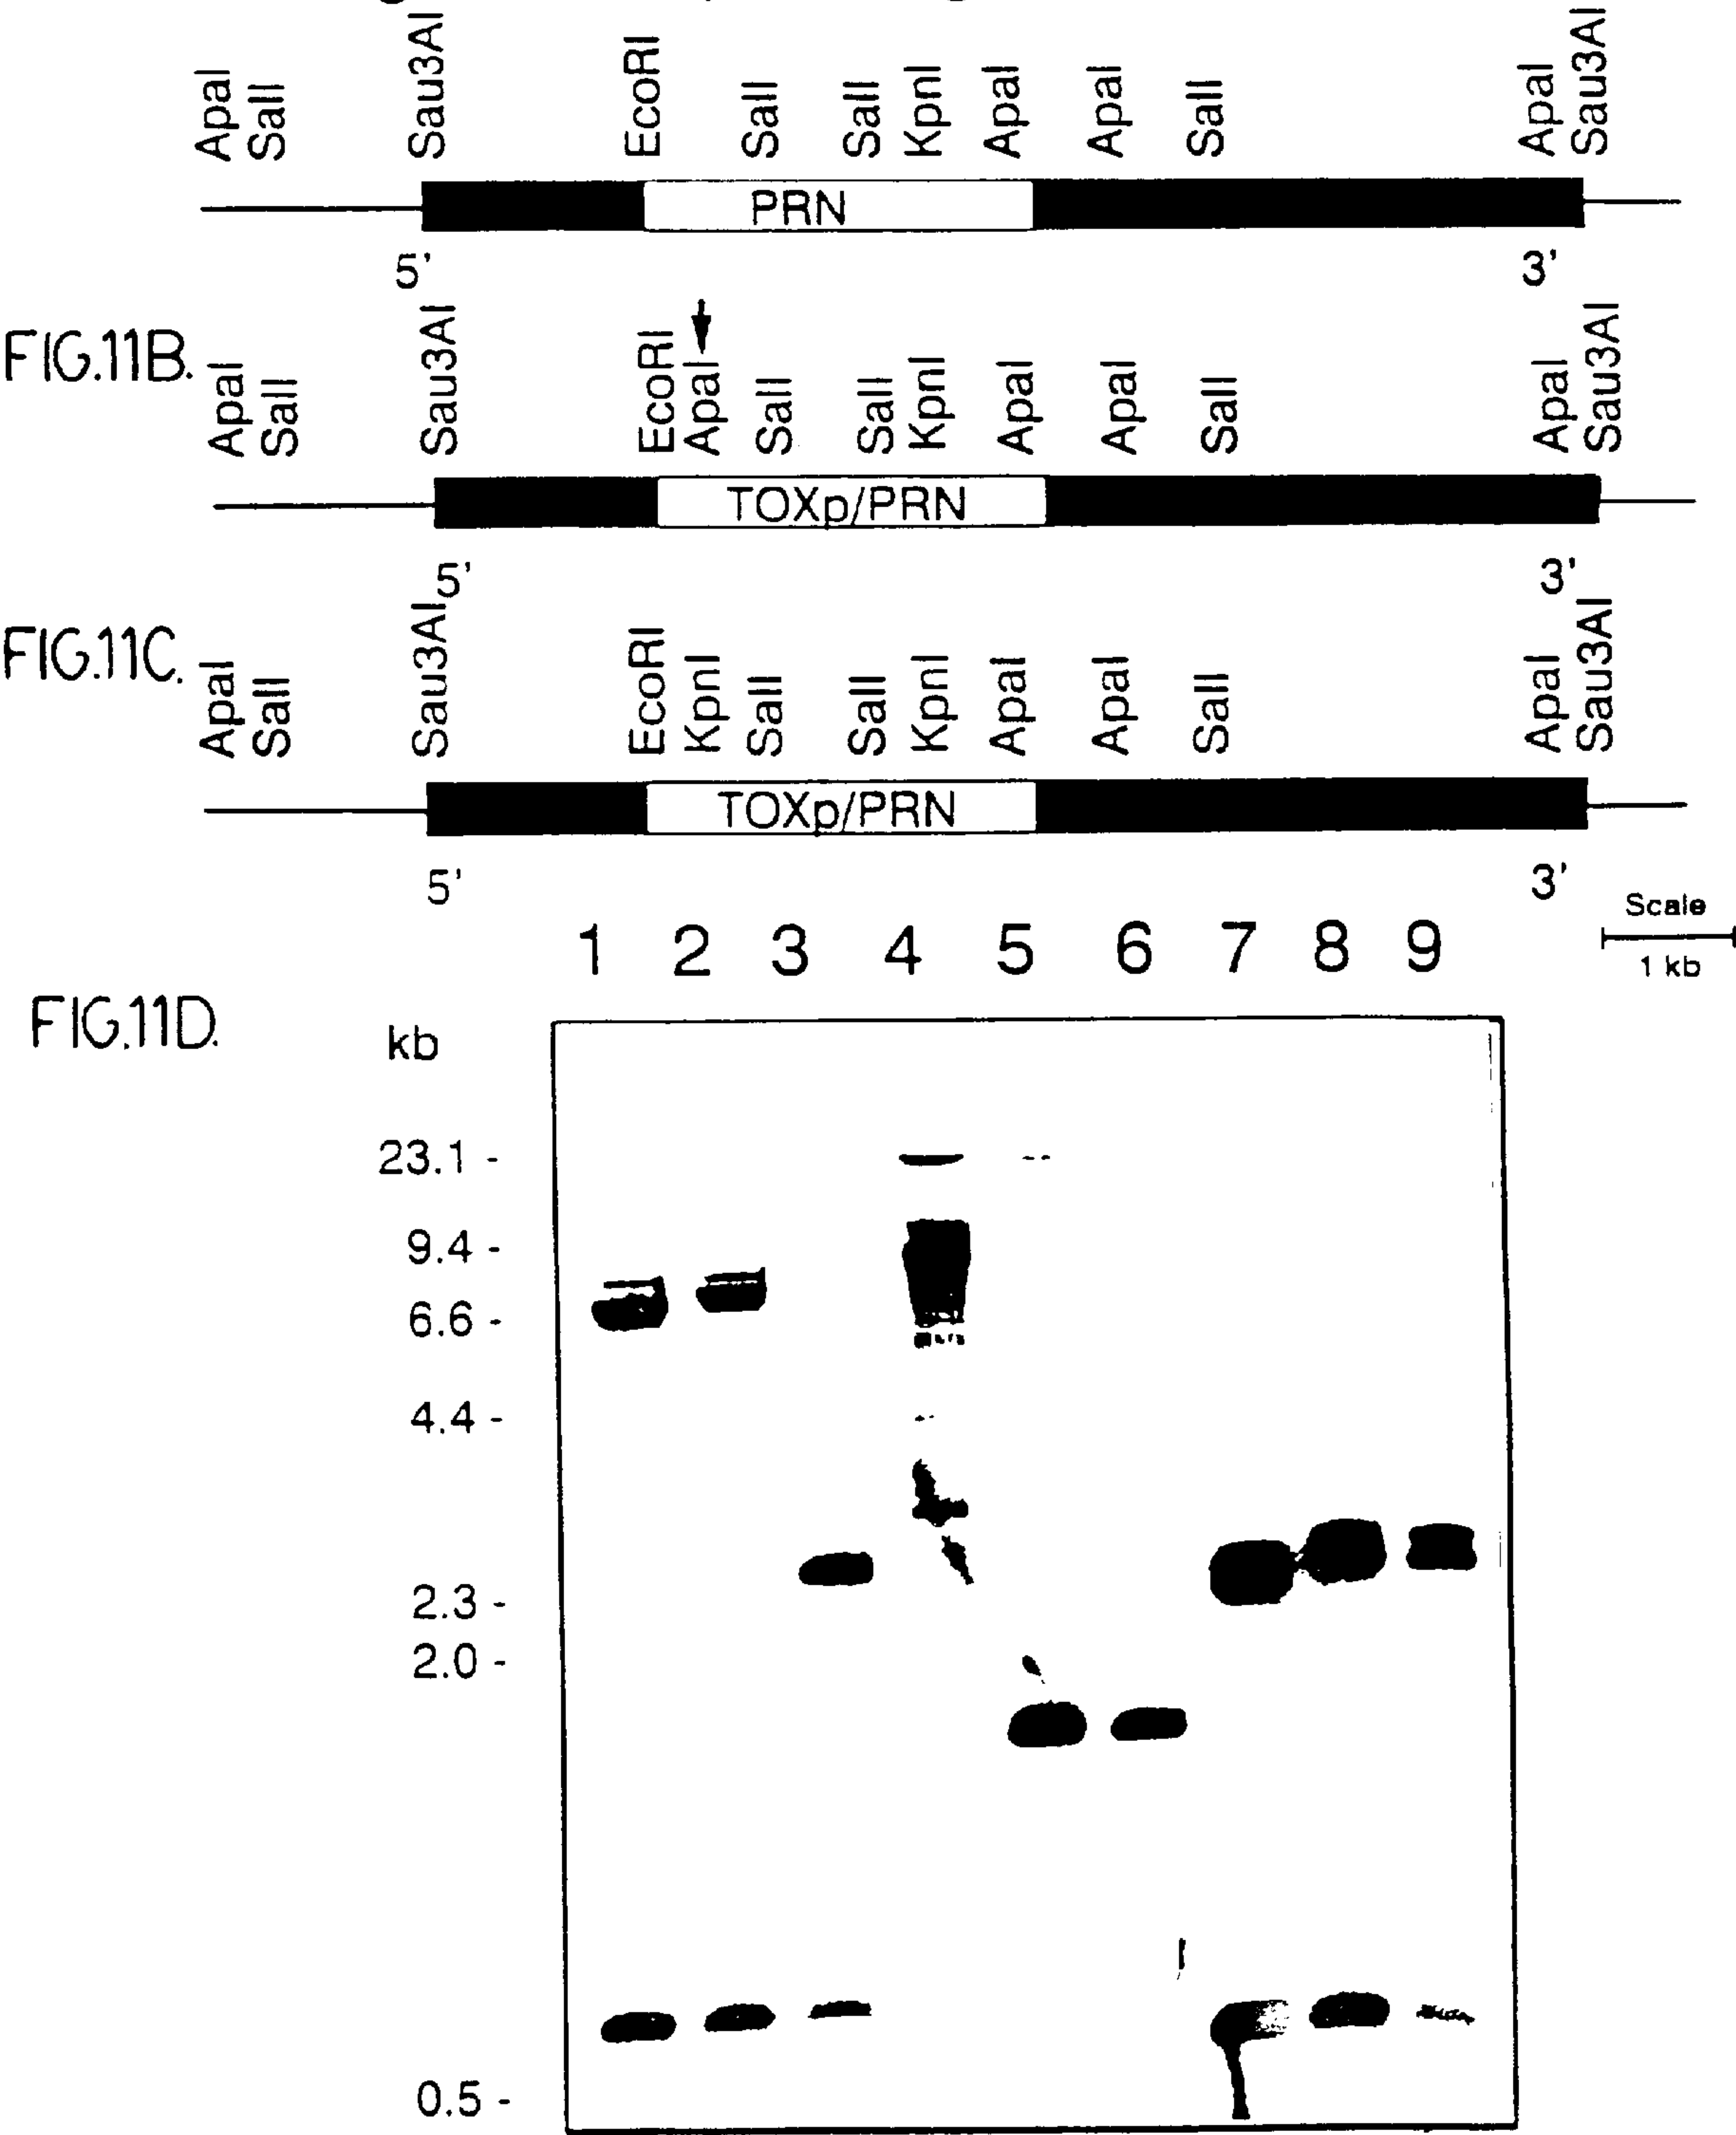 ApaI SalI Sau3AI EcoRI SalI SalI KpnI ApaI ApaI SalI ApaI Sau3AI
PRN
5' 3'
FIG.11B.
ApaI SalI Sau3AI EcoRI ApaI SalI SalI KpnI ApaI ApaI SalI ApaI Sau3AI
TOXp/PRN
5' 3'
FIG.11C.
ApaI SalI Sau3AI EcoRI KpnI SalI SalI KpnI ApaI ApaI SalI ApaI Sau3AI
TOXp/PRN
5' 3'
Scale
1 kb
1 2 3 4 5 6 7 8 9
FIG.11D.
kb
23.1 -
9.4 -
6.6 -
4.4 -
2.3 -
2.0 -
0.5 -